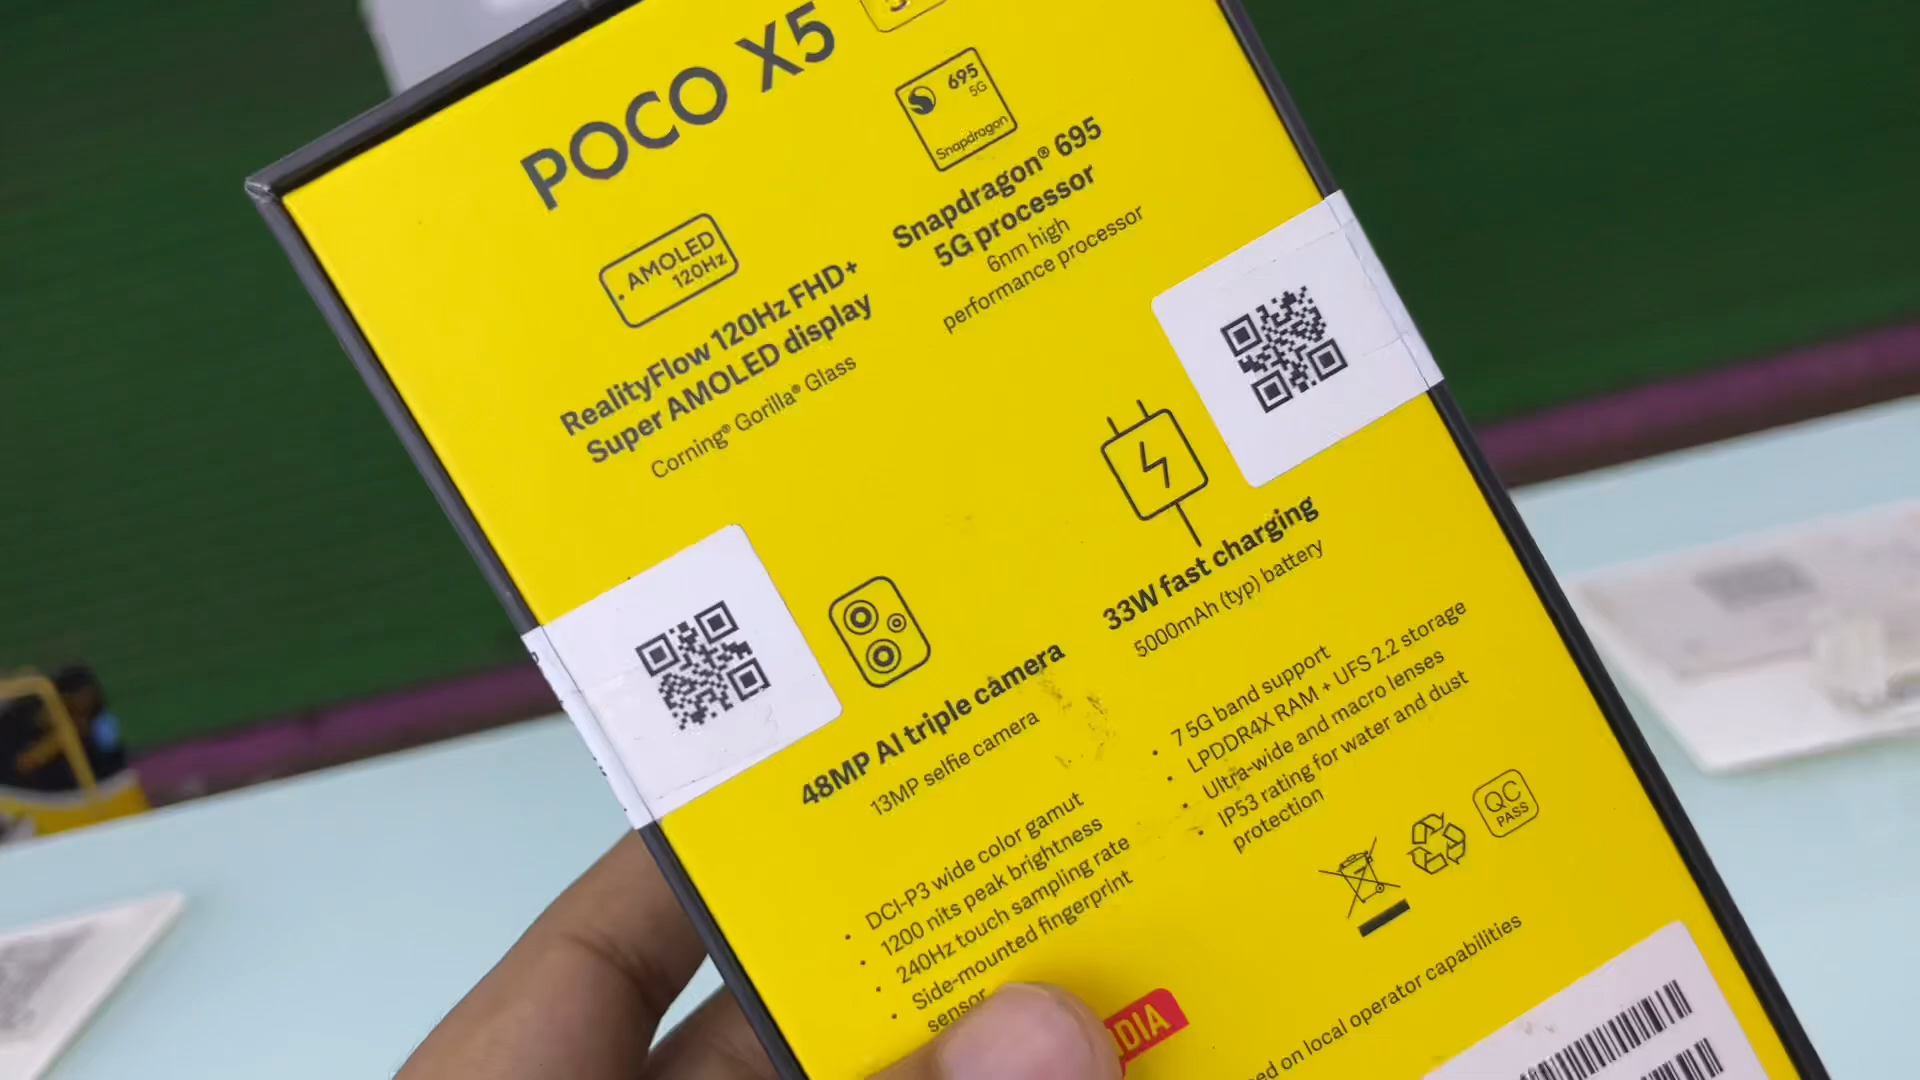 POCO X5
695
5G
Snapdragon
Snapdragon® 695
5G processor
6nm high
performance processor
AMOLED
120Hz
RealityFlow 120Hz FHD+
Super AMOLED display
Corning® Gorilla® Glass
33W fast charging
5000mAh (typ) battery
48MP AI triple camera
13MP selfie camera
• DCI-P3 wide color gamut
• 1200 nits peak brightness
• 240Hz touch sampling rate
• Side-mounted fingerprint
sensor
• 7 5G band support
• LPDDR4X RAM + UFS 2.2 storage
• Ultra-wide and macro lenses
• IP53 rating for water and dust
protection
QC
PASS
on local operator capabilities